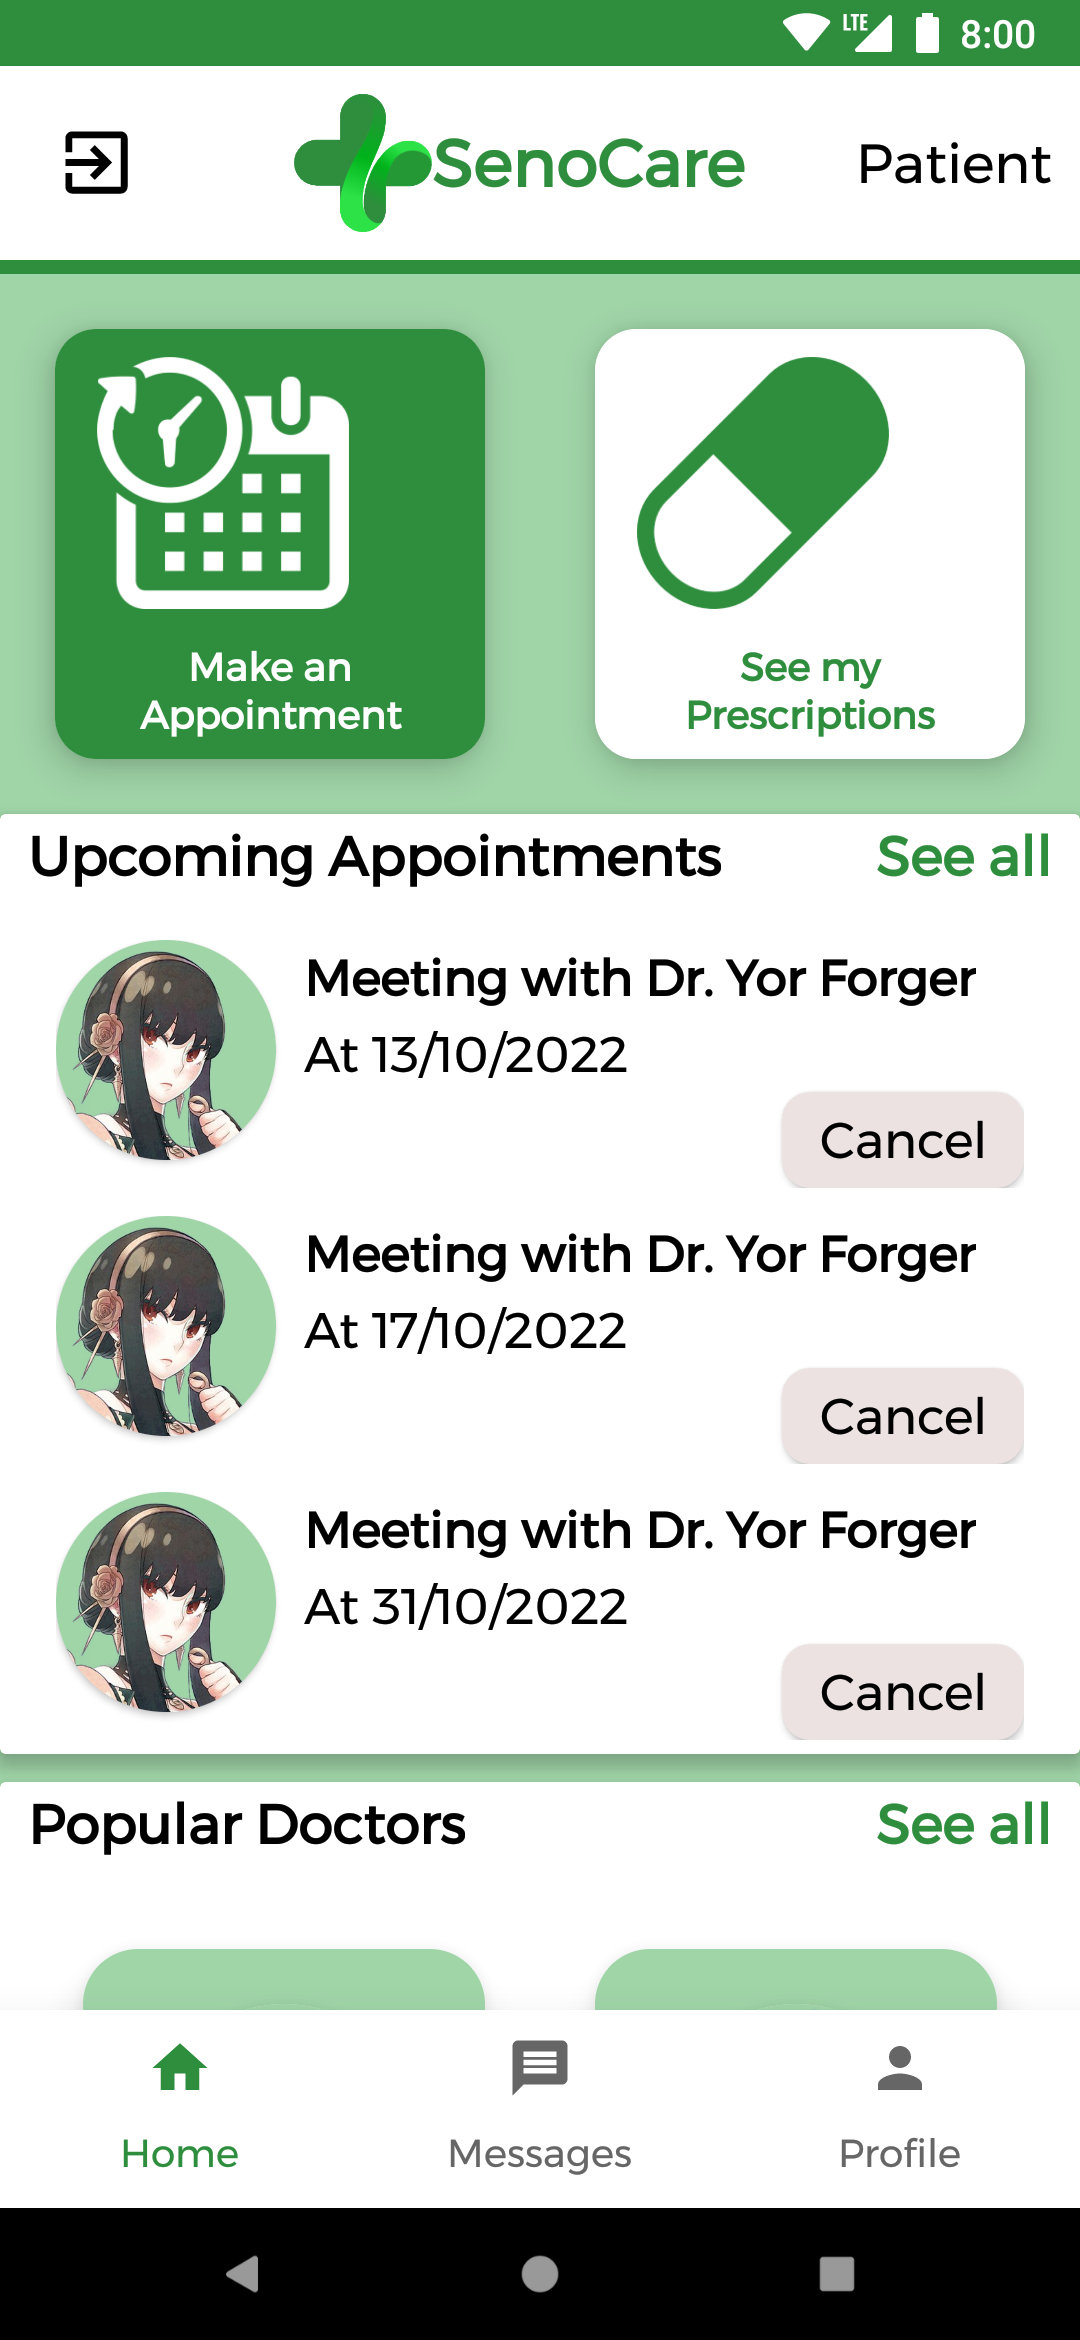 LTE 8:00
SenoCare Patient
Make an
Appointment
See my
Prescriptions
Upcoming Appointments See all
Meeting with Dr. Yor Forger
At 13/10/2022
Cancel
Meeting with Dr. Yor Forger
At 17/10/2022
Cancel
Meeting with Dr. Yor Forger
At 31/10/2022
Cancel
Popular Doctors See all
Home Messages Profile